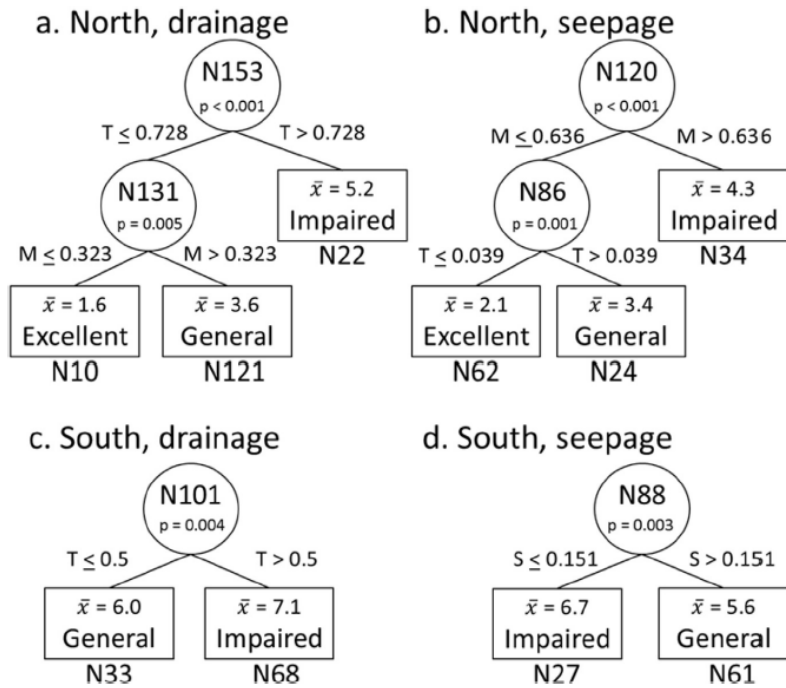 a. North, drainage
N153
p < 0.001
T ≤ 0.728
T > 0.728
N131
p = 0.005
x̄ = 5.2
Impaired
N22
M ≤ 0.323
M > 0.323
x̄ = 1.6
Excellent
N10
x̄ = 3.6
General
N121
b. North, seepage
N120
p < 0.001
M ≤ 0.636
M > 0.636
N86
p = 0.001
x̄ = 4.3
Impaired
N34
T ≤ 0.039
T > 0.039
x̄ = 2.1
Excellent
N62
x̄ = 3.4
General
N24
c. South, drainage
N101
p = 0.004
T ≤ 0.5
T > 0.5
x̄ = 6.0
General
N33
x̄ = 7.1
Impaired
N68
d. South, seepage
N88
p = 0.003
S ≤ 0.151
S > 0.151
x̄ = 6.7
Impaired
N27
x̄ = 5.6
General
N61